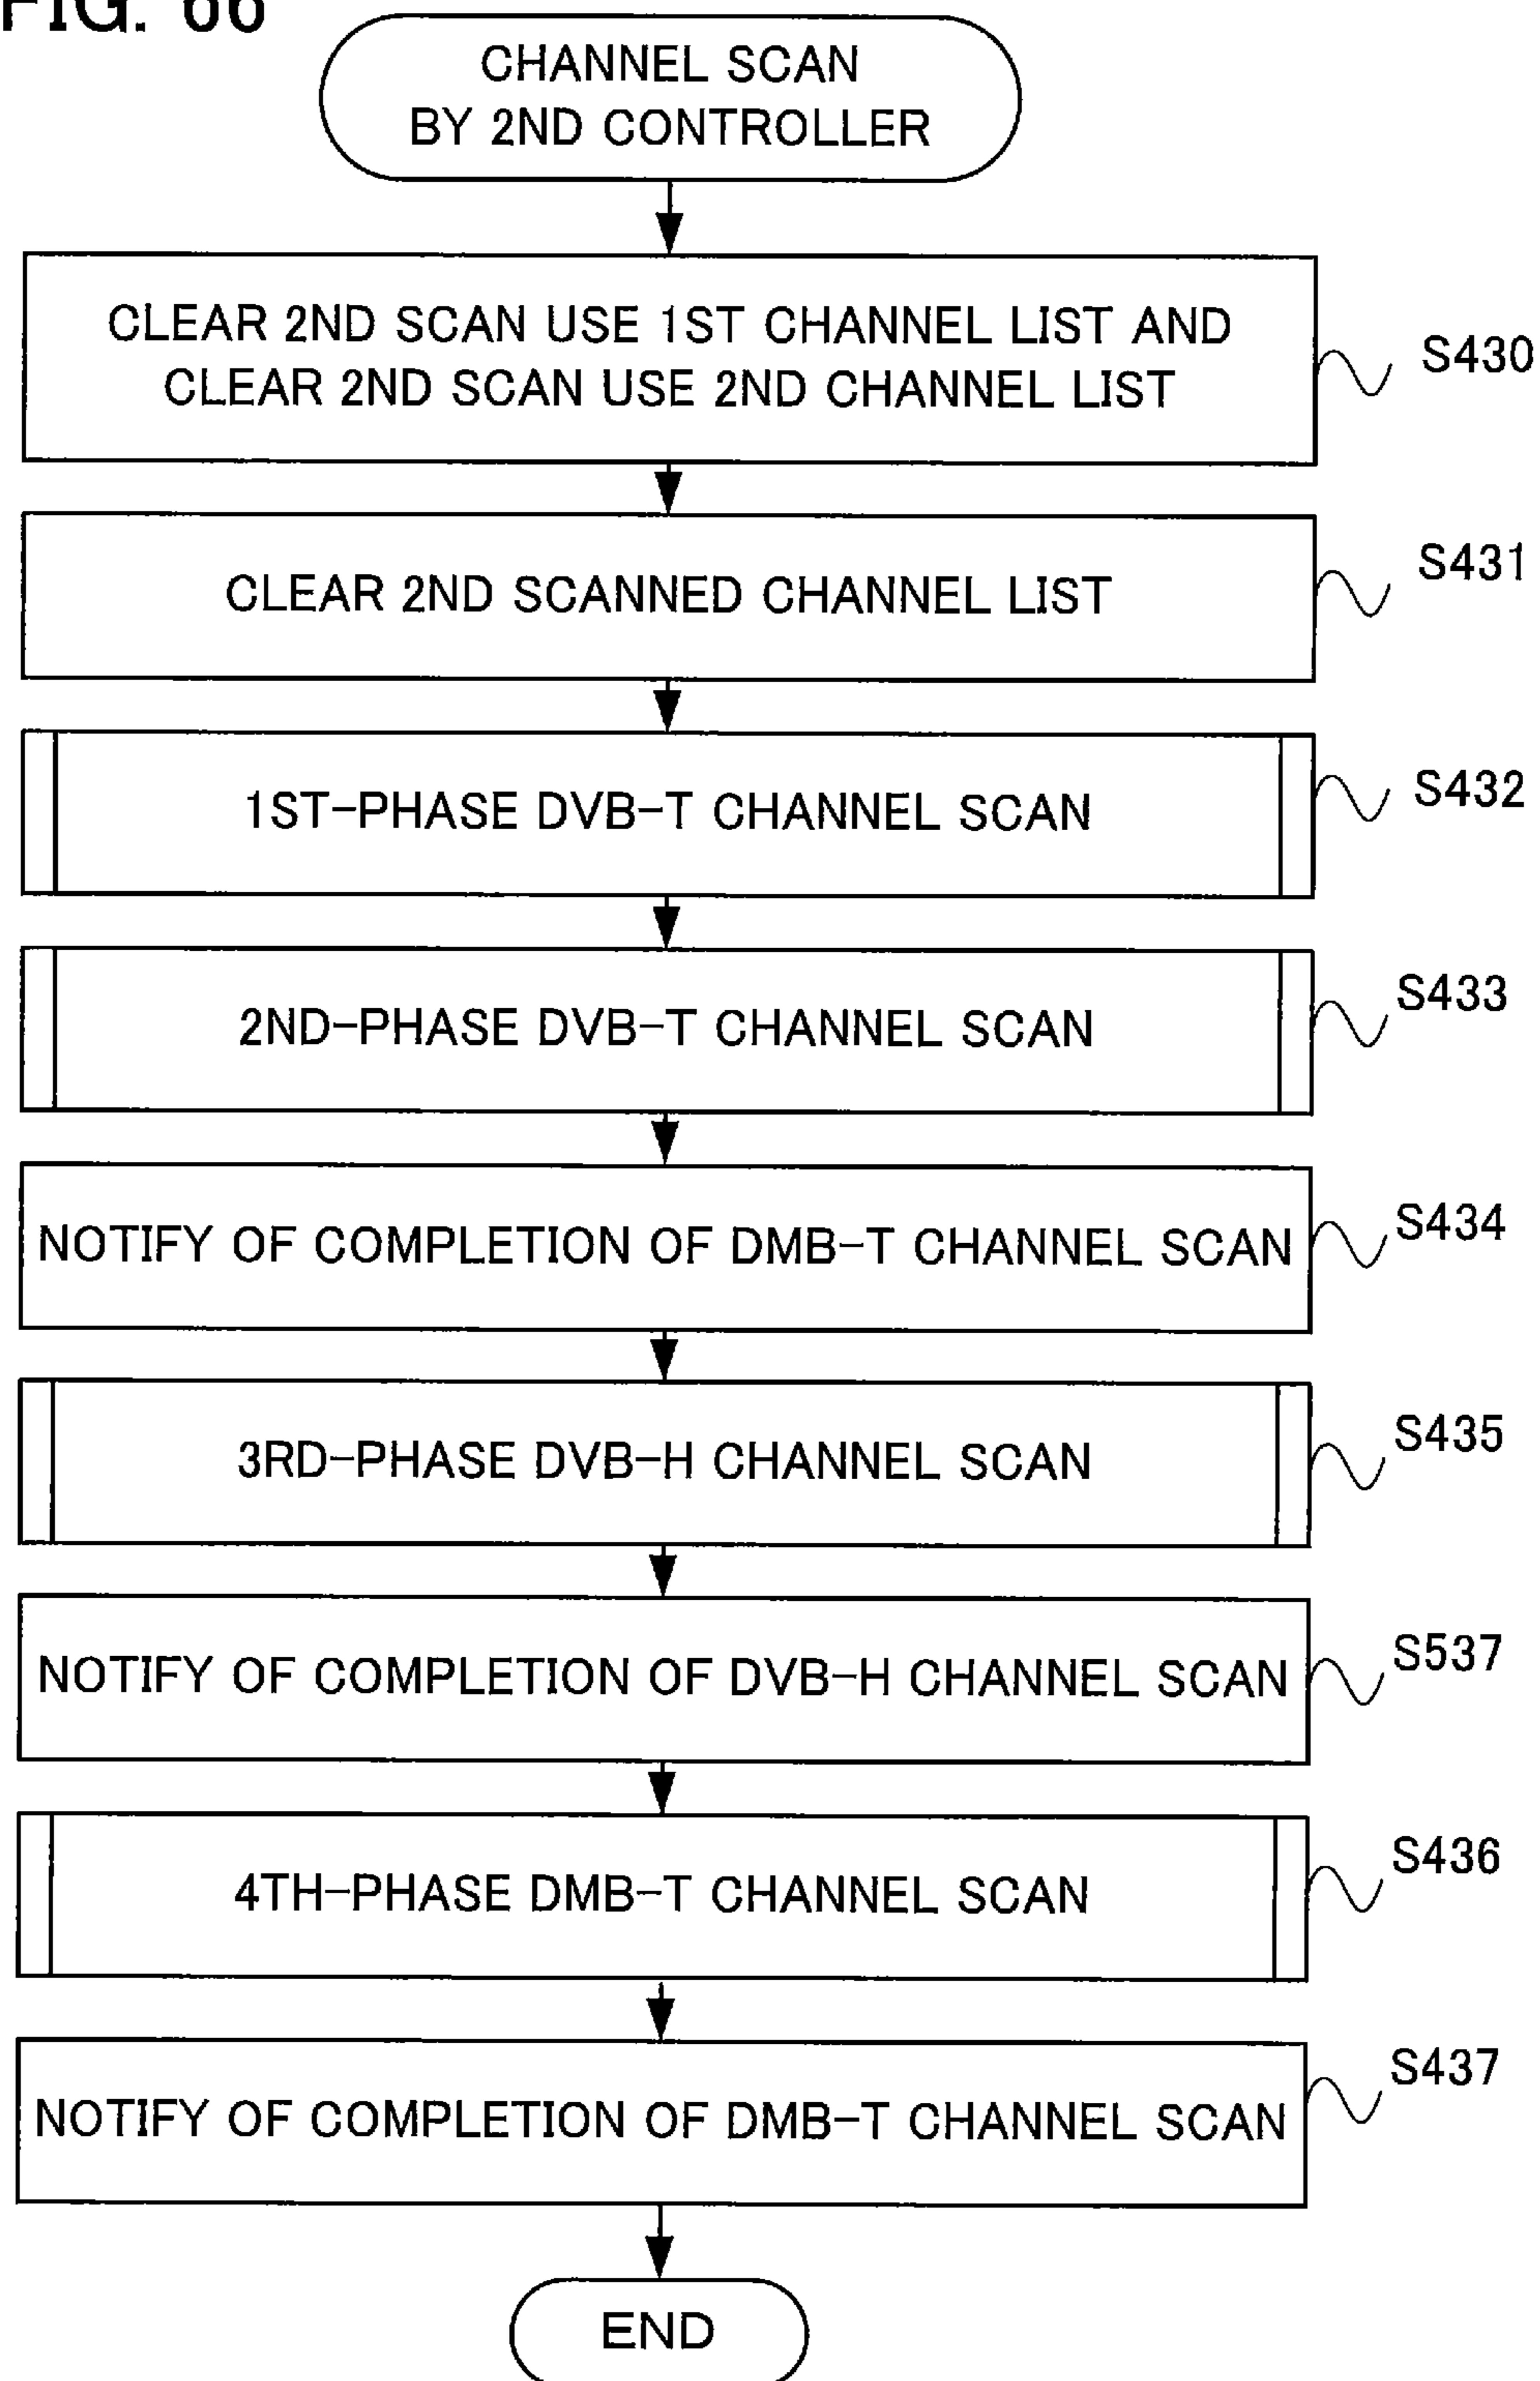 FIG. 66
CHANNEL SCAN
BY 2ND CONTROLLER
CLEAR 2ND SCAN USE 1ST CHANNEL LIST AND
CLEAR 2ND SCAN USE 2ND CHANNEL LIST
S430
CLEAR 2ND SCANNED CHANNEL LIST
S431
1ST-PHASE DVB-T CHANNEL SCAN
S432
2ND-PHASE DVB-T CHANNEL SCAN
S433
NOTIFY OF COMPLETION OF DMB-T CHANNEL SCAN
S434
3RD-PHASE DVB-H CHANNEL SCAN
S435
NOTIFY OF COMPLETION OF DVB-H CHANNEL SCAN
S537
4TH-PHASE DMB-T CHANNEL SCAN
S436
NOTIFY OF COMPLETION OF DMB-T CHANNEL SCAN
S437
END